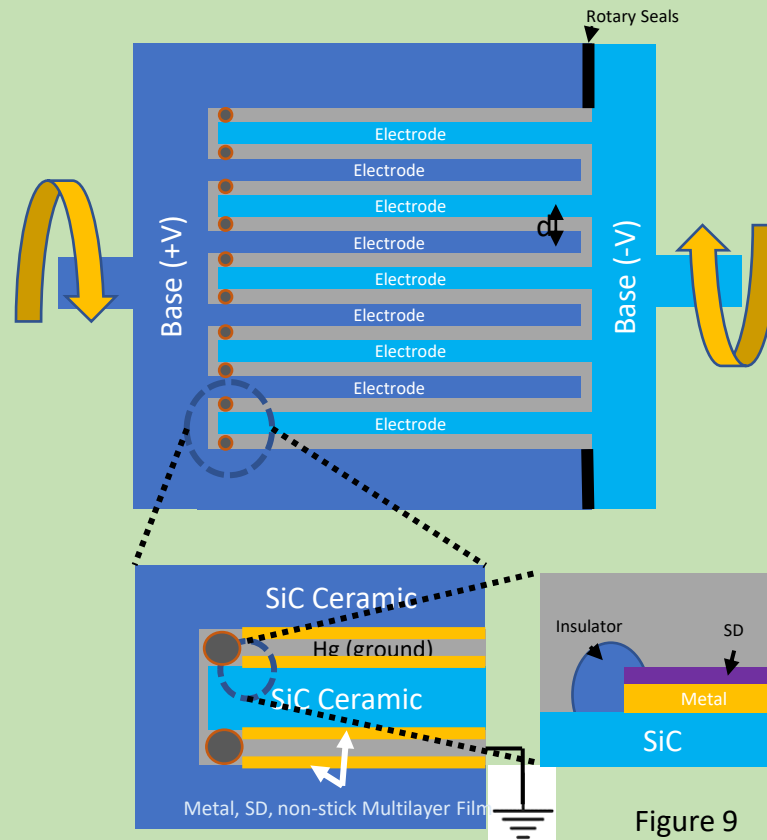 Rotary Seals
Electrode
Electrode
Electrode
d
Electrode
Electrode
Electrode
Electrode
Electrode
Electrode
Base (+V)
Base (-V)
SiC Ceramic
Hg (ground)
SiC Ceramic
Metal, SD, non-stick Multilayer Film
Insulator
SD
Metal
SiC
Figure 9